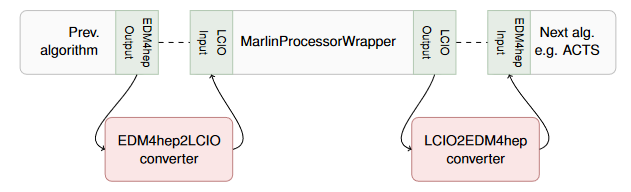 Prev.
algorithm
EDM4hep
Output
LCIO
Input
MarlinProcessorWrapper
LCIO
Output
EDM4hep
Input
Next alg.
e.g. ACTS
EDM4hep2LCIO
converter
LCIO2EDM4hep
converter